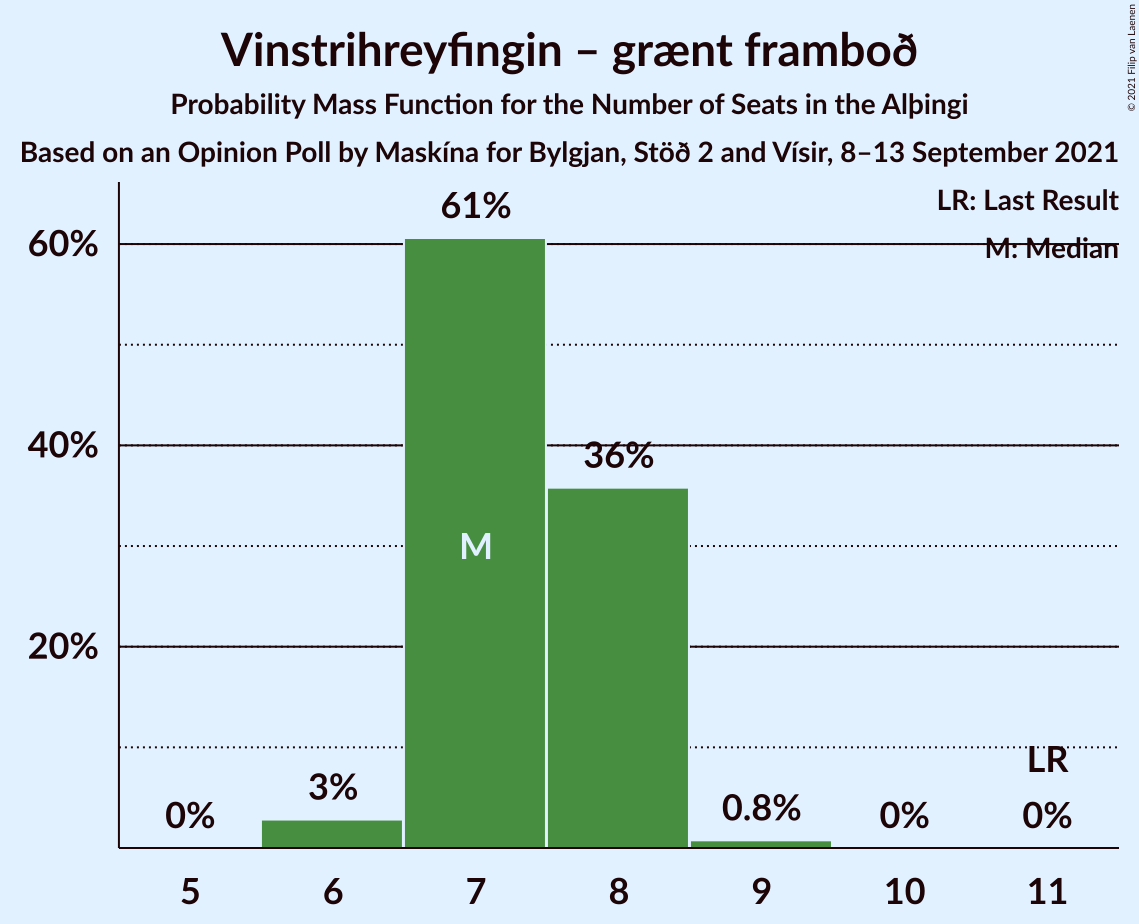 Vinstrihreyfingin – grænt framboð
Probability Mass Function for the Number of Seats in the Alþingi
Based on an Opinion Poll by Maskína for Bylgjan, Stöð 2 and Vísir, 8–13 September 2021
© 2021 Filip van Laenen
LR: Last Result
M: Median
61%
60%
40%
36%
M
20%
LR
0%
3%
0.8%
0%
0%
5 6 7 8 9 10 11